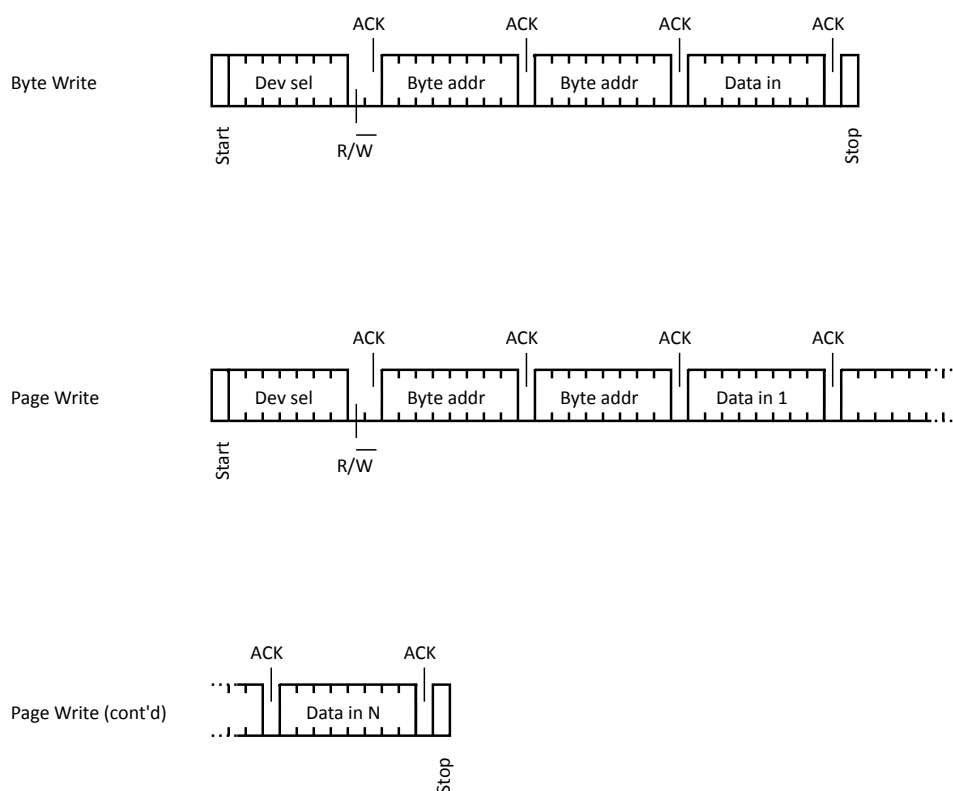 ACK ACK ACK ACK
Byte Write Dev sel Byte addr Byte addr Data in
Start R/W Stop
ACK ACK ACK ACK
Page Write Dev sel Byte addr Byte addr Data in 1
Start R/W
ACK ACK
Page Write (cont'd) Data in N
Stop